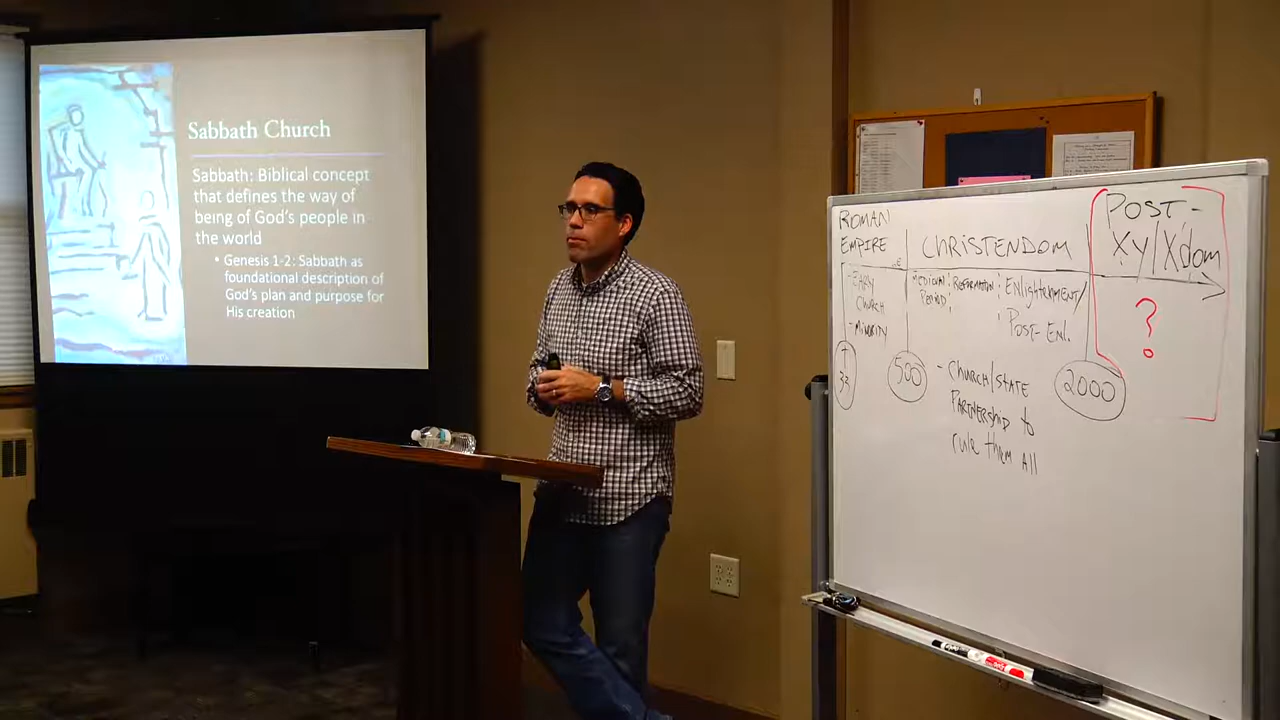 Sabbath Church
Sabbath: Biblical concept
that defines the way of
being of God's people in
the world
• Genesis 1-2: Sabbath as
foundational description of
God's plan and purpose for
His creation
ROMAN
EMPIRE
CHRISTENDOM
POST-
Xy/X'dom
-EARLY
CHURCH
MEDIEVAL
PERIOD
REFORMATION
ENLIGHTENMENT/
POST-ENL.
?
33
500
2000
- CHURCH/STATE
PARTNERSHIP to
rule them All